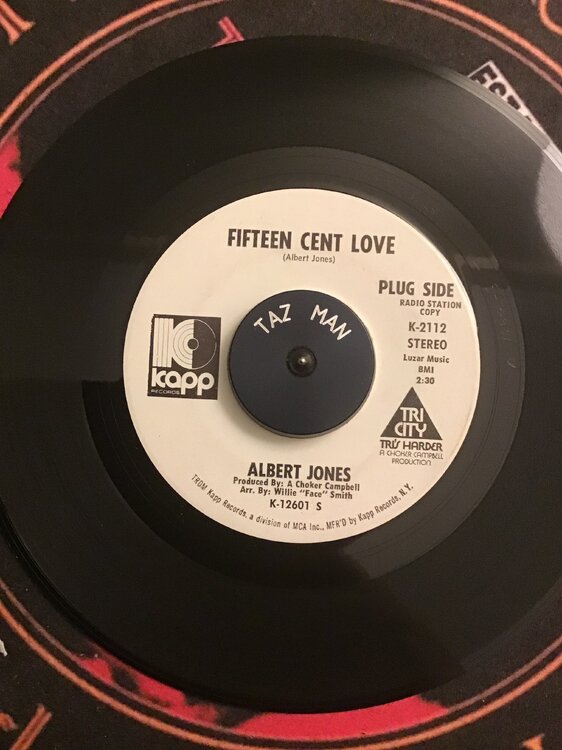 FIFTEEN CENT LOVE
(Albert Jones)
PLUG SIDE
RADIO STATION
COPY
K-2112
STEREO
Luzar Music
BMI
2:30
TAZ MAN
K
Kapp
RECORDS
TRI
CITY
TRI'S HARDER
A CHOKER CAMPBELL
PRODUCTION
ALBERT JONES
Produced By: A Choker Campbell
Arr. By: Willie "Face" Smith
K-12601 S
TRDM Kapp Records, a division of MCA Inc., MFR'D by Kapp Records, N.Y.